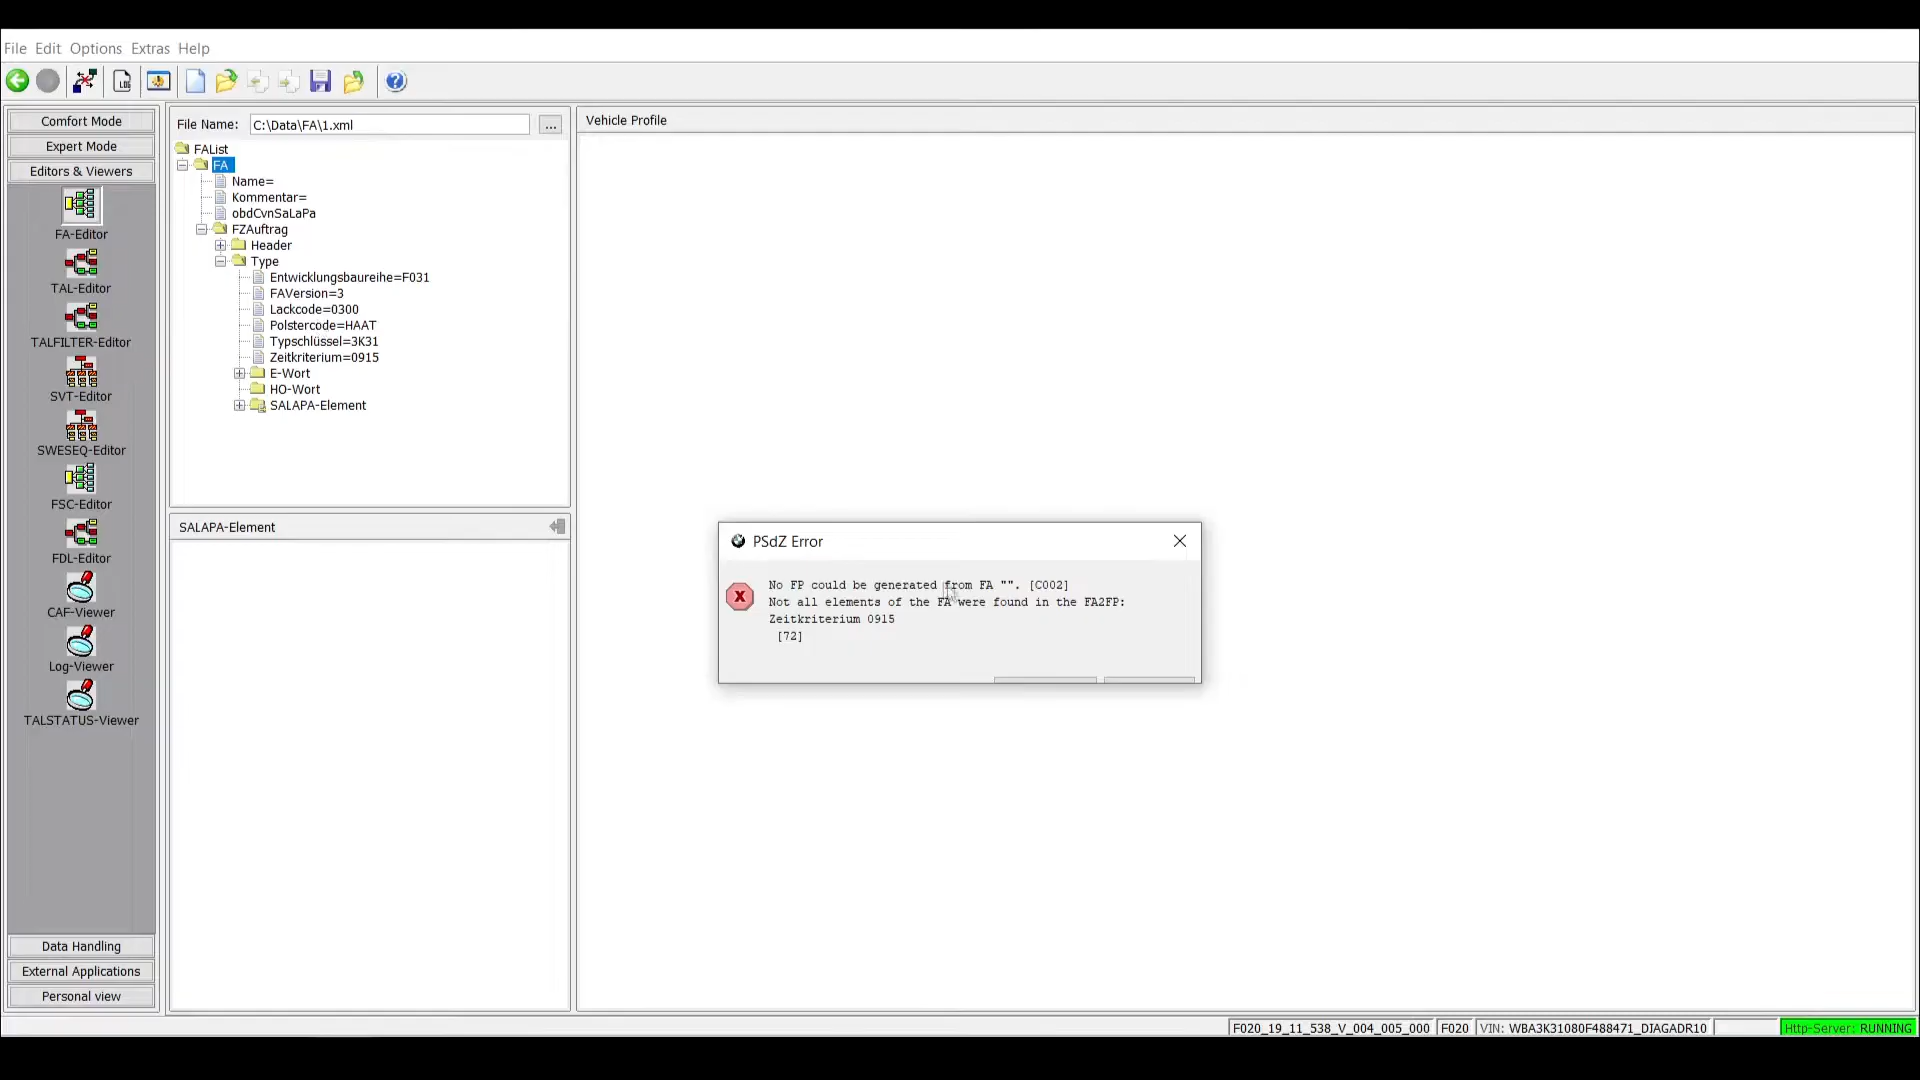 File Edit Options Extras Help
LOG
Comfort Mode
Expert Mode
Editors & Viewers
FA-Editor
TAL-Editor
TALFILTER-Editor
SVT-Editor
SWESEQ-Editor
FSC-Editor
FDL-Editor
CAF-Viewer
Log-Viewer
TALSTATUS-Viewer
Data Handling
External Applications
Personal view
File Name: C:\Data\FA\1.xml ...
FAList
FA
Name=
Kommentar=
obdCvnSaLaPa
FZAuftrag
Header
Type
Entwicklungsbaureihe=F031
FAVersion=3
Lackcode=0300
Polstercode=HAAT
Typschlüssel=3K31
Zeitkriterium=0915
E-Wort
HO-Wort
SALAPA-Element
SALAPA-Element
Vehicle Profile
PSdZ Error
No FP could be generated from FA "". [C002]
Not all elements of the FA were found in the FA2FP:
Zeitkriterium 0915
[72]
F020_19_11_538_V_004_005_000 F020 VIN: WBA3K31080F488471_DIAGADR10 Http-Server: RUNNING